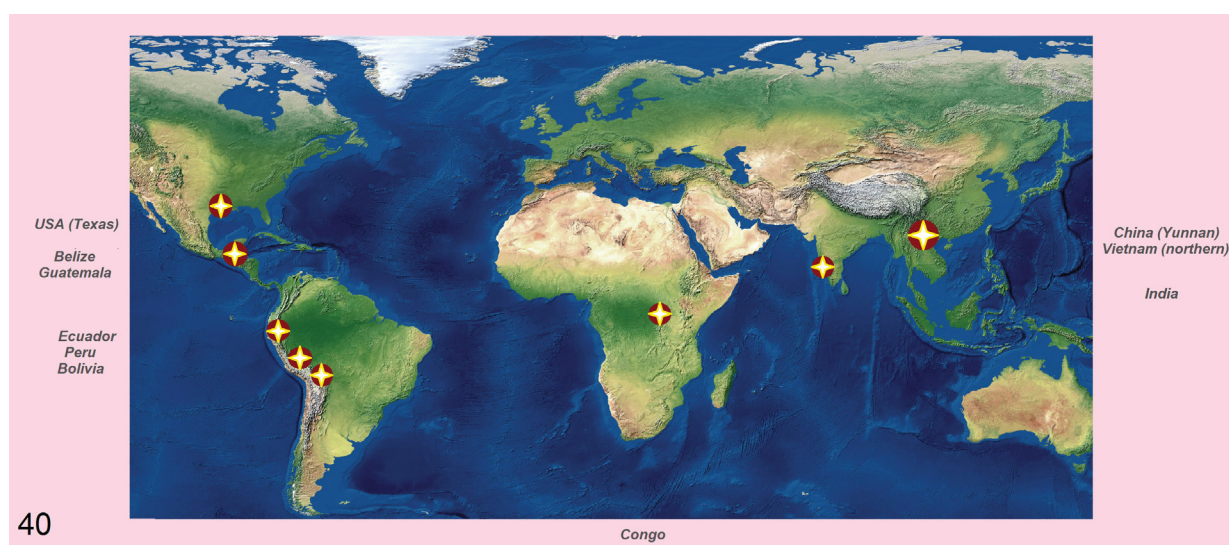 USA (Texas)
Belize
Guatemala
Ecuador
Peru
Bolivia
China (Yunnan)
Vietnam (northern)
India
Congo
40